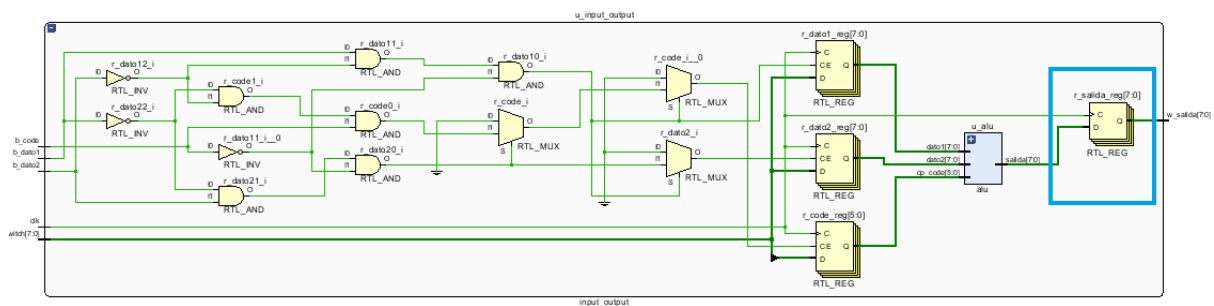 u_input_output
b_code
b_dato1
b_dato2
clk
witch[7:0]
r_dato12_i
I0
O
RTL_INV
r_dato22_i
I0
O
RTL_INV
r_code1_i
I0
I1
O
RTL_AND
r_dato11_i__0
I0
O
RTL_INV
r_dato21_i
I0
I1
O
RTL_AND
r_dato11_i
I0
I1
O
RTL_AND
r_code0_i
I0
I1
O
RTL_AND
r_dato20_i
I0
I1
O
RTL_AND
r_dato10_i
I0
I1
O
RTL_AND
r_code_i
I0
I1
O
S
RTL_MUX
r_code_i__0
I0
I1
O
S
RTL_MUX
r_dato2_i
I0
I1
O
S
RTL_MUX
r_dato1_reg[7:0]
C
CE
Q
D
RTL_REG
r_dato2_reg[7:0]
C
CE
Q
D
RTL_REG
r_code_reg[5:0]
C
CE
Q
D
RTL_REG
u_alu
dato1[7:0]
dato2[7:0]
op_code[5:0]
salida[7:0]
alu
r_salida_reg[7:0]
C
D
Q
RTL_REG
w_salida[7:0]
input_output